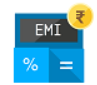 ₹
EMI
% =